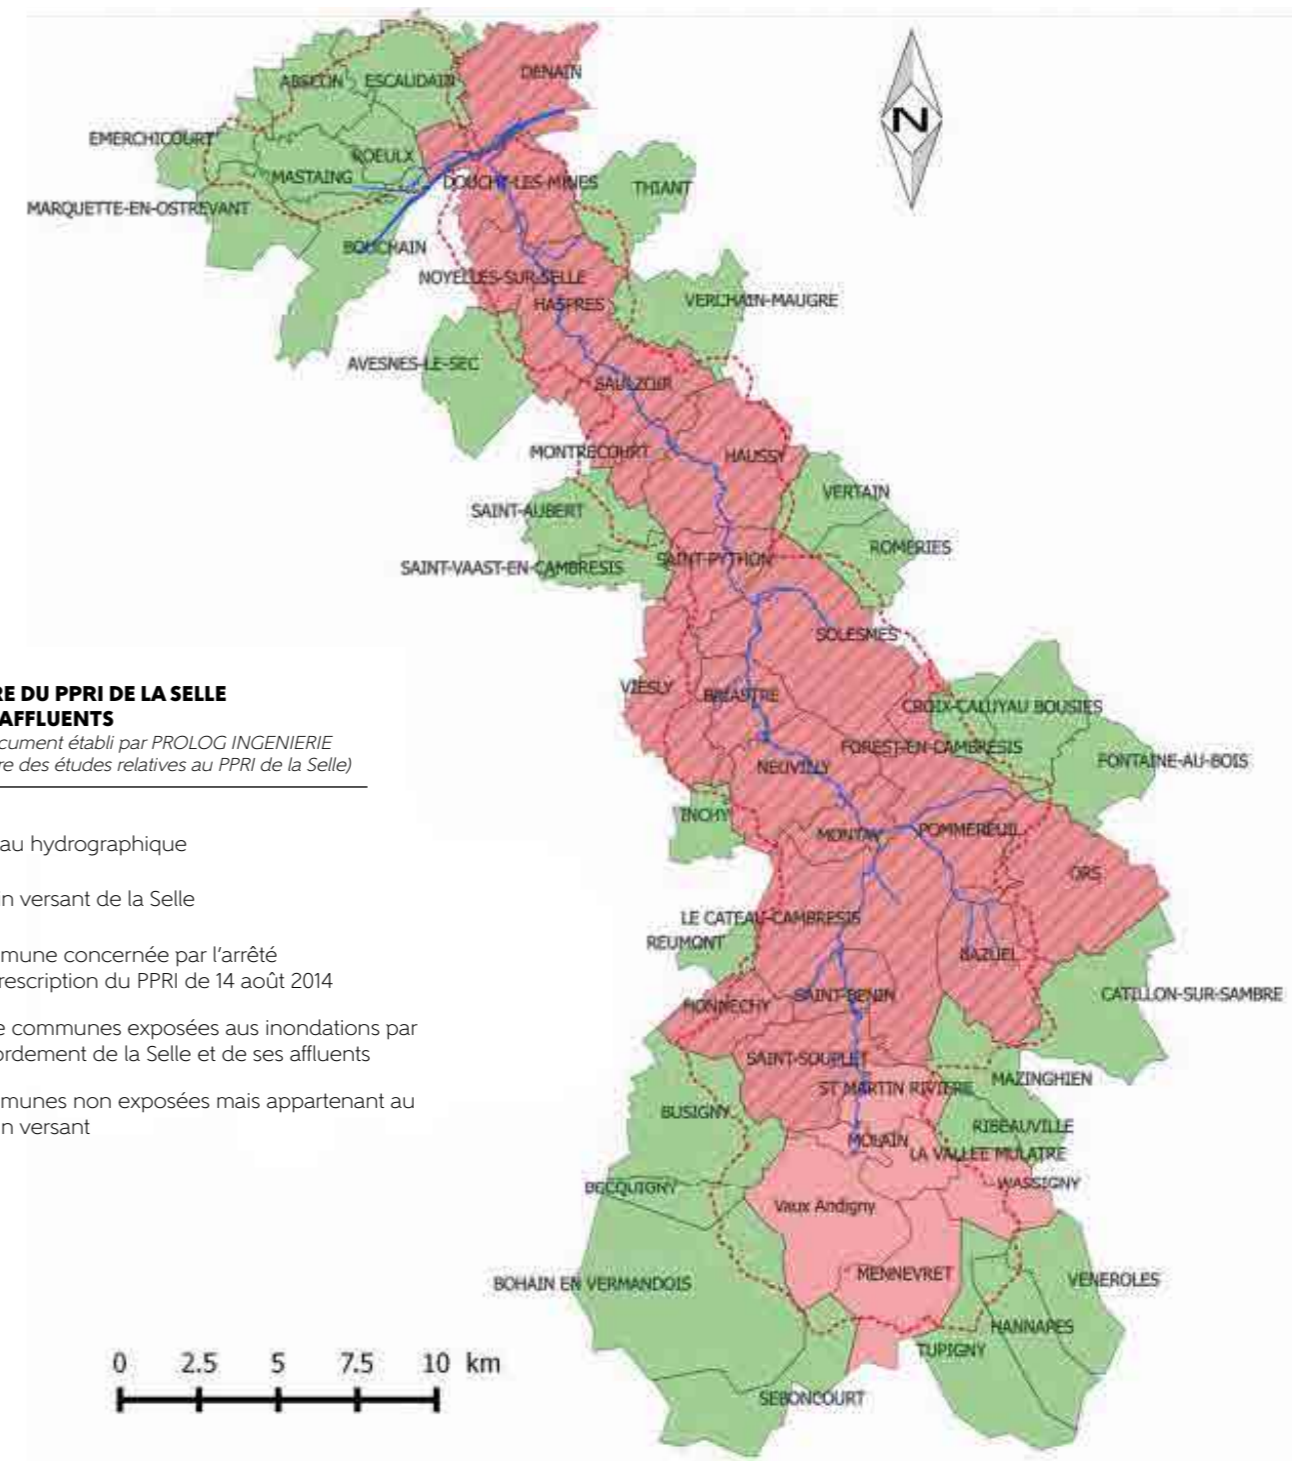 ABSCON
ESCAUDAIN
DENAIN
N
EMERCHICOURT
ROEULX
MASTAING
DOUCHY-LES-MINES
THIANT
MARQUETTE-EN-OSTREVANT
BOUCHAIN
NOYELLES-SUR-SELLE
HASPRES
VERCHAIN-MAUGRE
AVESNES-LE-SEC
SAULZOIR
MONTRECOURT
HAUSSY
VERTAIN
SAINT-AUBERT
ROMERIES
SAINT-PYTHON
SAINT-VAAST-EN-CAMBRESIS
SOLESMES
VIESLY
BRIASTRE
CROIX-CALUYAU BOUSIES
FOREST-EN-CAMBRESIS
FONTAINE-AU-BOIS
NEUVILLY
INCHY
MONTAY
POMMEREUIL
ORS
LE CATEAU-CAMBRESIS
REUMONT
BAZUEL
CATILLON-SUR-SAMBRE
HONNECHY
SAINT-BENIN
SAINT-SOUPLET
ST MARTIN RIVIERE
MAZINGHIEN
BUSIGNY
RIBEAUVILLE
MOLAIN
LA VALLEE MULATRE
BECQUIGNY
WASSIGNY
Vaux Andigny
BOHAIN EN VERMANDOIS
MENNEVRET
VENEROLES
HANNAPES
TUPIGNY
SEBONCOURT
RE DU PPRI DE LA SELLE
AFFLUENTS
cument établi par PROLOG INGENIERIE
re des études relatives au PPRI de la Selle)
au hydrographique
n versant de la Selle
mune concernée par l'arrêté
rescription du PPRI de 14 août 2014
e communes exposées aus inondations par
ordement de la Selle et de ses affluents
munes non exposées mais appartenant au
n versant
0 2.5 5 7.5 10 km